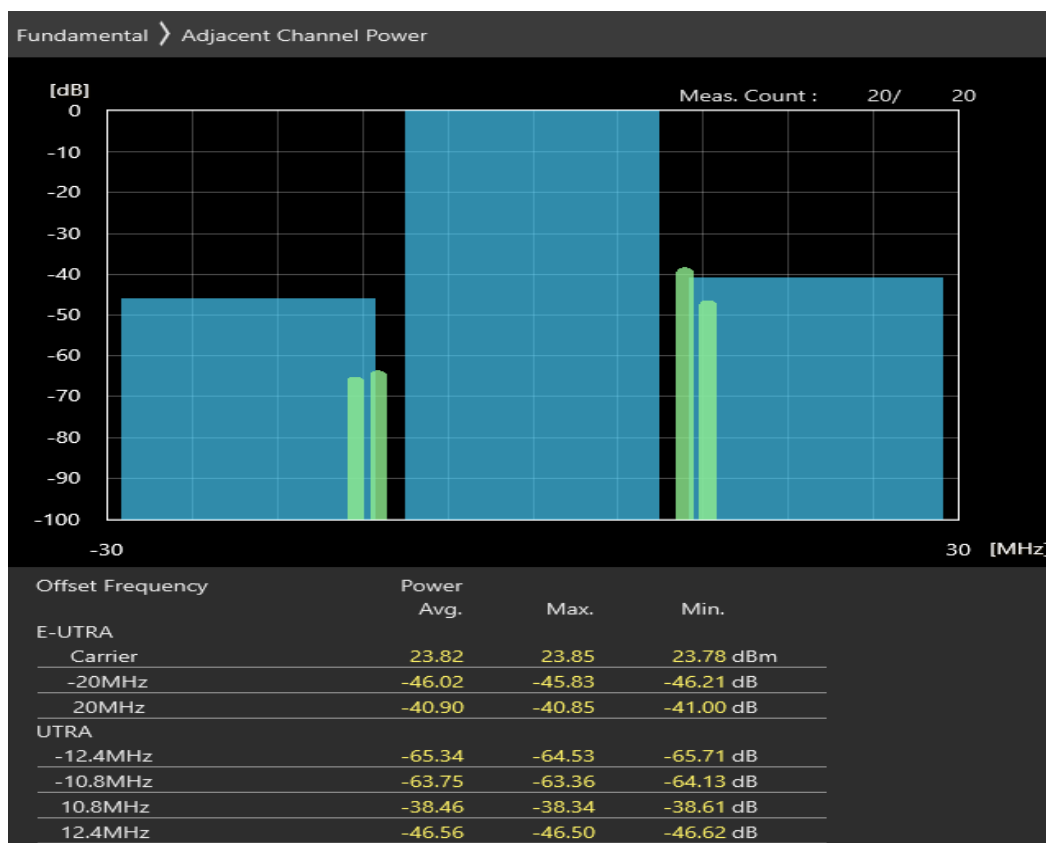 Fundamental 〉 Adjacent Channel Power
[dB]
Meas. Count : 20/ 20
0
-10
-20
-30
-40
-50
-60
-70
-80
-90
-100
-30 30 [MHz]
Offset Frequency Power
Avg. Max. Min.
E-UTRA
Carrier 23.82 23.85 23.78 dBm
-20MHz -46.02 -45.83 -46.21 dB
20MHz -40.90 -40.85 -41.00 dB
UTRA
-12.4MHz -65.34 -64.53 -65.71 dB
-10.8MHz -63.75 -63.36 -64.13 dB
10.8MHz -38.46 -38.34 -38.61 dB
12.4MHz -46.56 -46.50 -46.62 dB